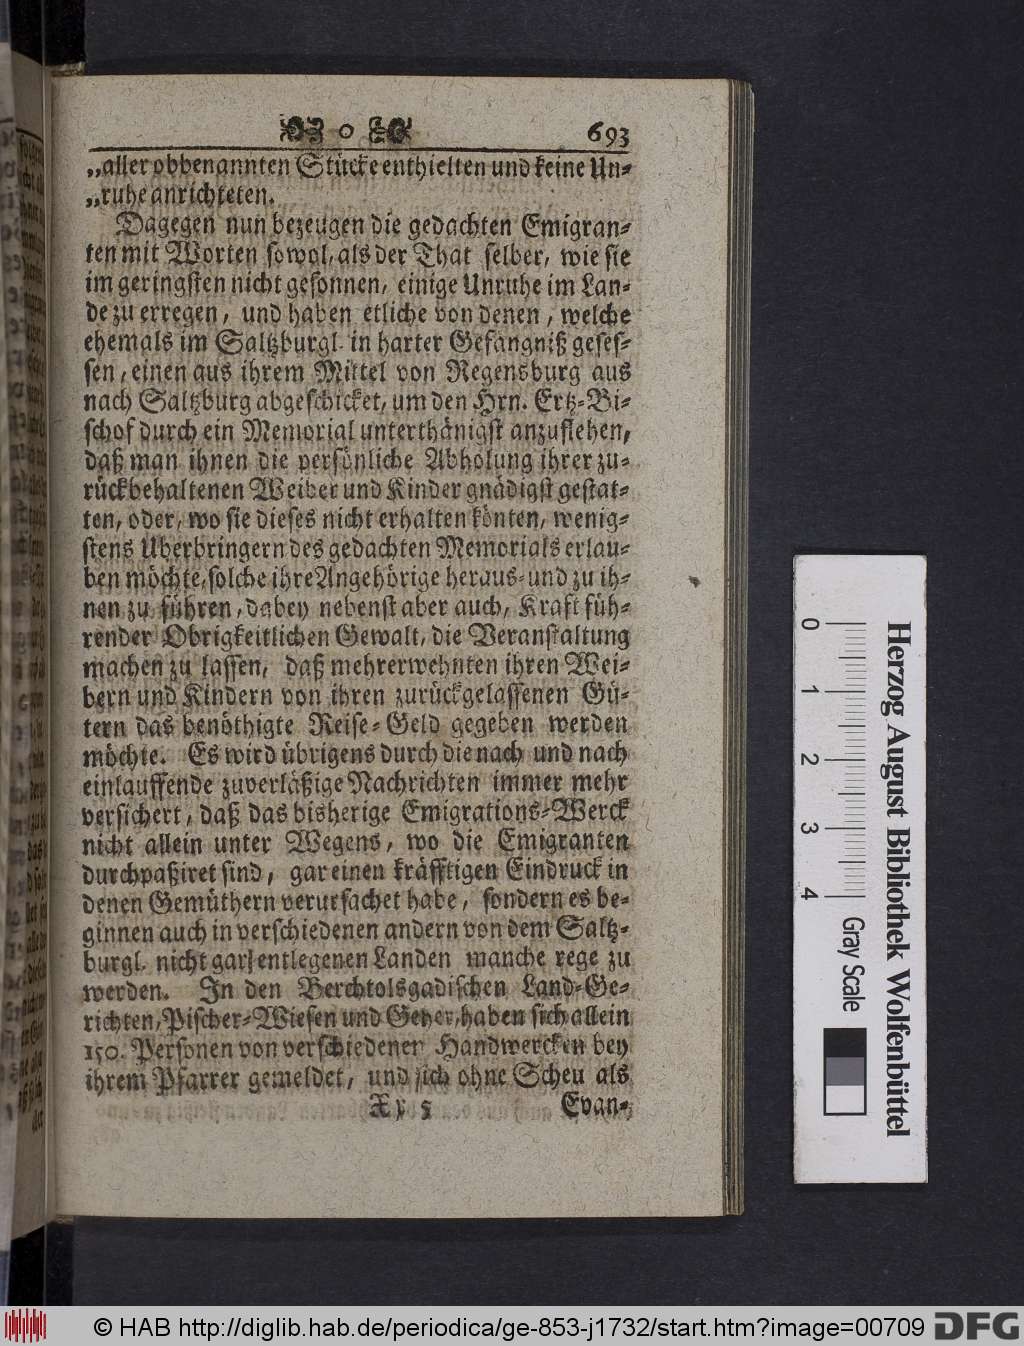 693
„aller obbenannten Stücke enthielten und keine Un-
„ruhe anrichteten.
Dagegen nun bezeugen die gedachten Emigran-
ten mit Worten sowol, als der That selber, wie sie
im geringsten nicht gesonnen, einige Unruhe im Lan-
de zu erregen, und haben etliche von denen, welche
ehemals im Saltzburgl. in harter Gefängniß geses-
sen, einen aus ihrem Mittel von Regensburg aus
nach Saltzburg abgeschicket, um den Hrn. Ertz-Bi-
schof durch ein Memorial unterthänigst anzuflehen,
daß man ihnen die persönliche Abholung ihrer zu-
rückbehaltenen Weiber und Kinder gnädigst gestat-
ten, oder, wo sie dieses nicht erhalten könten, wenig-
stens Uberbringern des gedachten Memorials erlau-
ben möchte, solche ihre Angehörige heraus- und zu ih-
nen zu führen, dabey nebenst aber auch, Krafft füh-
render Obrigkeitlichen Gewalt, die Veranstaltung
machen zu lassen, daß mehrerwehnten ihren Wei-
bern und Kindern von ihren zurückgelassenen Gü-
tern das benöthigte Reise-Geld gegeben werden
möchte. Es wird übrigens durch die nach und nach
einlauffende zuverläßige Nachrichten immer mehr
versichert, daß das bisherige Emigrations-Werck
nicht allein unter Wegens, wo die Emigranten
durchpaßiret sind, gar einen kräfftigen Eindruck in
denen Gemüthern verursachet habe, sondern es be-
ginnen auch in verschiedenen andern von dem Saltz-
burgl. nicht gar entlegenen Landen manche rege zu
werden. In den Berchtolsgadischen Land-Ge-
richten, Pischer-Wiesen und Geyer, haben sich allein
150. Personen von verschiedenen Handwercken bey
ihrem Pfarrer gemeldet, und sich ohne Scheu als
Xx 5 Evan-
Herzog August Bibliothek Wolfenbüttel
0 1 2 3 4
Gray Scale
© HAB http://diglib.hab.de/periodica/ge-853-j1732/start.htm?image=00709
DFG